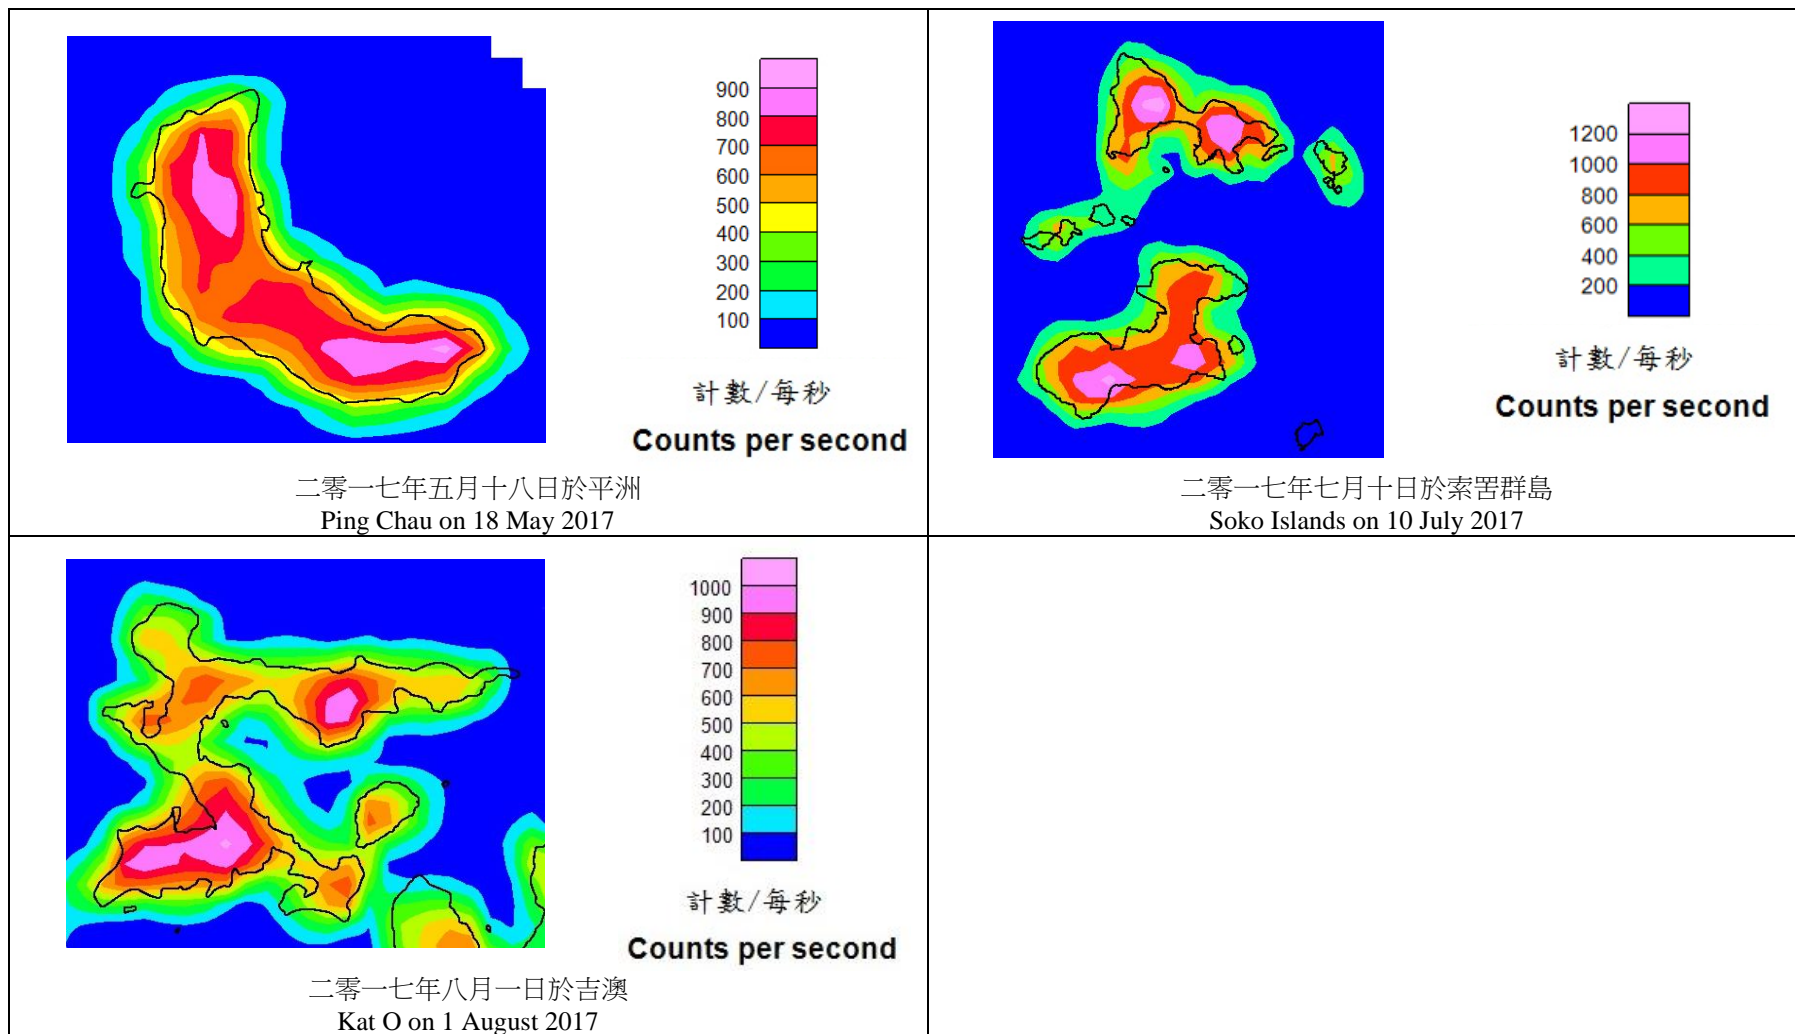 900
800
700
600
500
400
300
200
100
計數/每秒
Counts per second
二零一七年五月十八日於平洲
Ping Chau on 18 May 2017
1200
1000
800
600
400
200
計數/每秒
Counts per second
二零一七年七月十日於索罟群島
Soko Islands on 10 July 2017
1000
900
800
700
600
500
400
300
200
100
計數/每秒
Counts per second
二零一七年八月一日於吉澳
Kat O on 1 August 2017